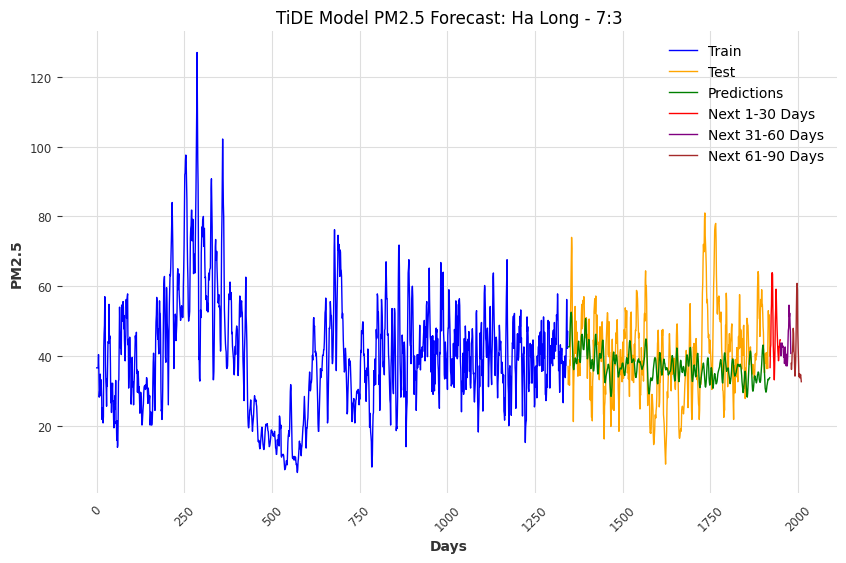 TiDE Model PM2.5 Forecast: Ha Long - 7:3
Train
Test
Predictions
Next 1-30 Days
Next 31-60 Days
Next 61-90 Days
120
100
80
60
40
20
PM2.5
0
250
500
750
1000
1250
1500
1750
2000
Days